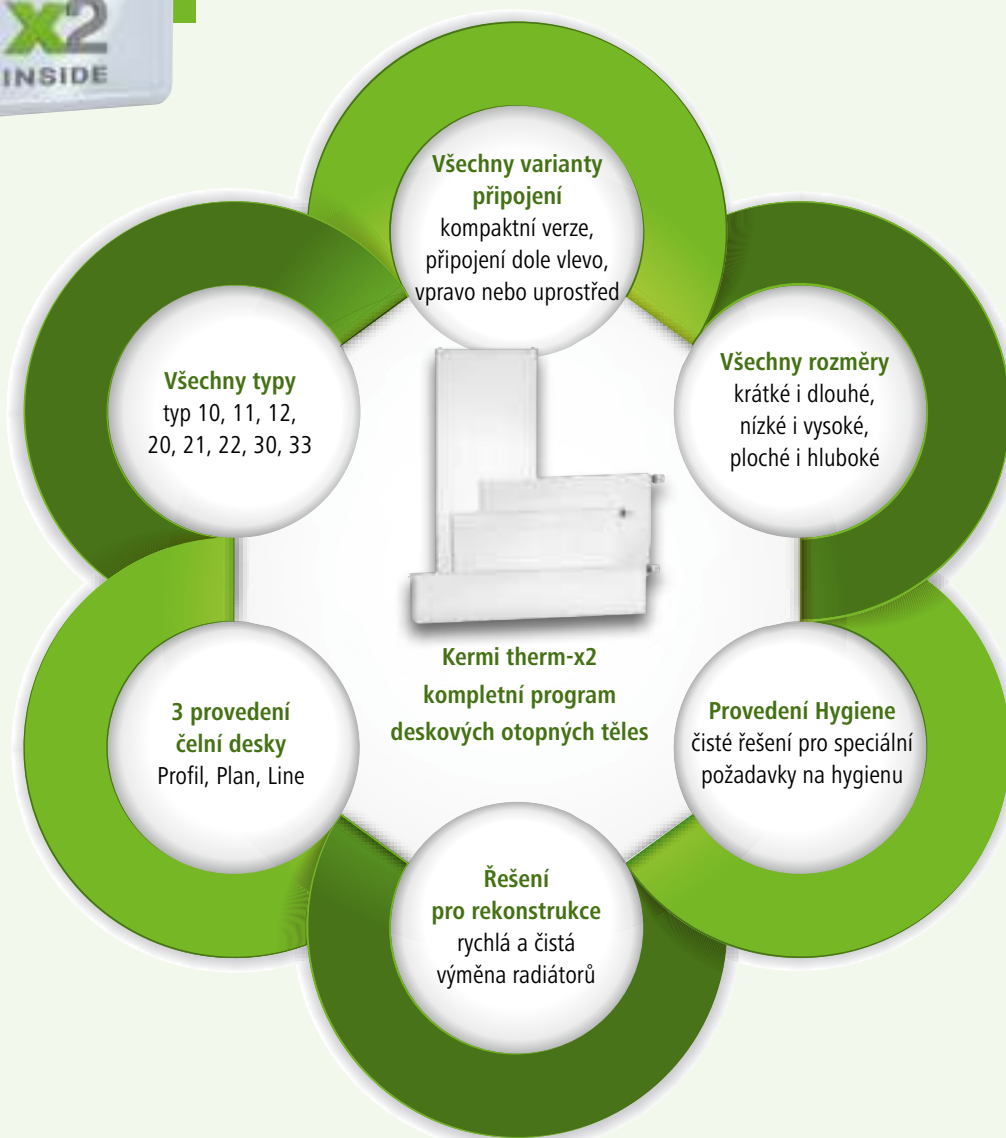 x2
INSIDE
Všechny varianty
připojení
kompaktní verze,
připojení dole vlevo,
vpravo nebo uprostřed
Všechny typy
typ 10, 11, 12,
20, 21, 22, 30, 33
Všechny rozměry
krátké i dlouhé,
nízké i vysoké,
ploché i hluboké
Kermi therm-x2
kompletní program
deskových otopných těles
3 provedení
čelní desky
Profil, Plan, Line
Provedení Hygiene
čisté řešení pro speciální
požadavky na hygienu
Řešení
pro rekonstrukce
rychlá a čistá
výměna radiátorů